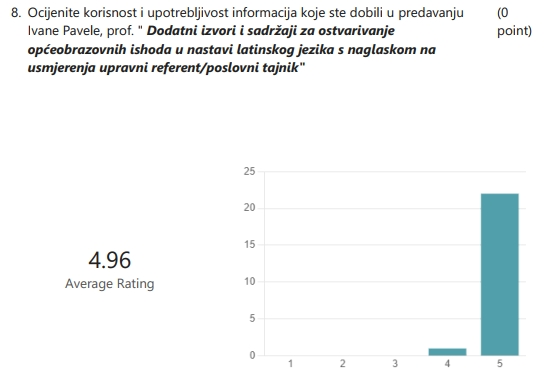 8. Ocijenite korisnost i upotrebljivost informacija koje ste dobili u predavanju (0
Ivane Pavele, prof. " Dodatni izvori i sadržaji za ostvarivanje point)
općeobrazovnih ishoda u nastavi latinskog jezika s naglaskom na
usmjerenja upravni referent/poslovni tajnik"
25
20
15
10
5
0
4.96
Average Rating
1 2 3 4 5